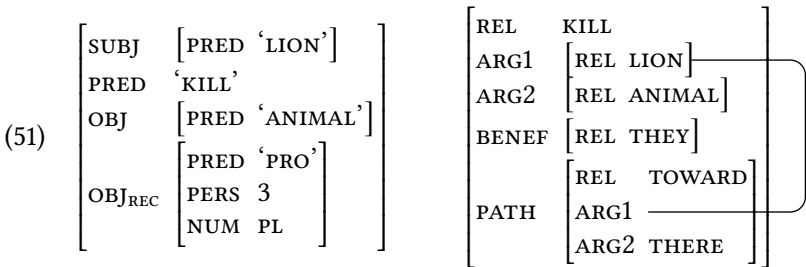 SUBJ [PRED ‘LION’]
PRED ‘KILL’
(51) OBJ [PRED ‘ANIMAL’]
OBJREC [PRED ‘PRO’
PERS 3
NUM PL]
REL KILL
ARG1 [REL LION]
ARG2 [REL ANIMAL]
BENEF [REL THEY]
PATH [REL TOWARD
ARG1
ARG2 THERE]